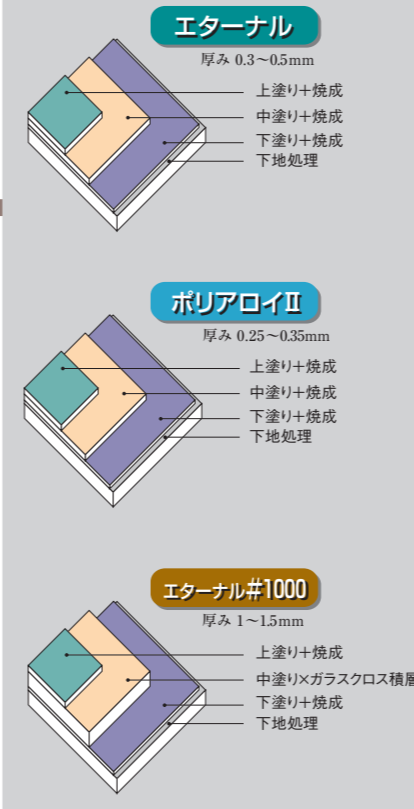 エターナル
厚み 0.3～0.5mm
上塗り+焼成
中塗り+焼成
下塗り+焼成
下地処理
ポリアロイⅡ
厚み 0.25～0.35mm
上塗り+焼成
中塗り+焼成
下塗り+焼成
下地処理
エターナル#1000
厚み 1～1.5mm
上塗り+焼成
中塗り×ガラスクロス積層
下塗り+焼成
下地処理